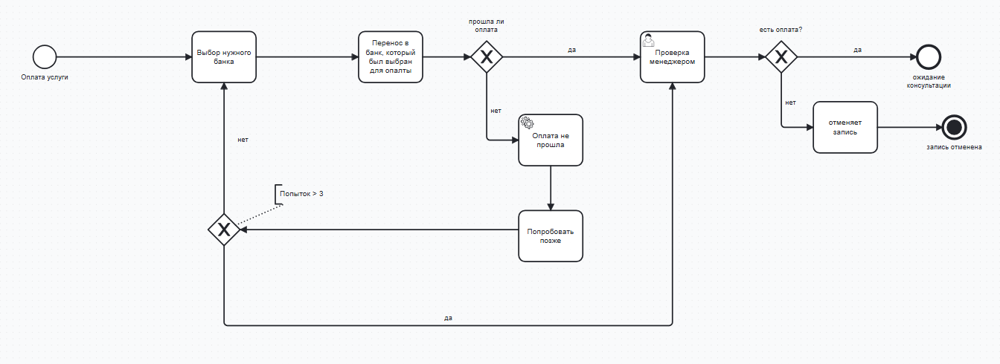 прошла ли
оплата
есть оплата?
Оплата услуги
Выбор нужного
банка
Перенос в
банк, который
был выбран
для опалты
да
Проверка
менеджером
да
ожидание
консультации
нет
нет
Оплата не
прошла
отменяет
запись
запись отменена
нет
Попыток > 3
Попробовать
позже
да